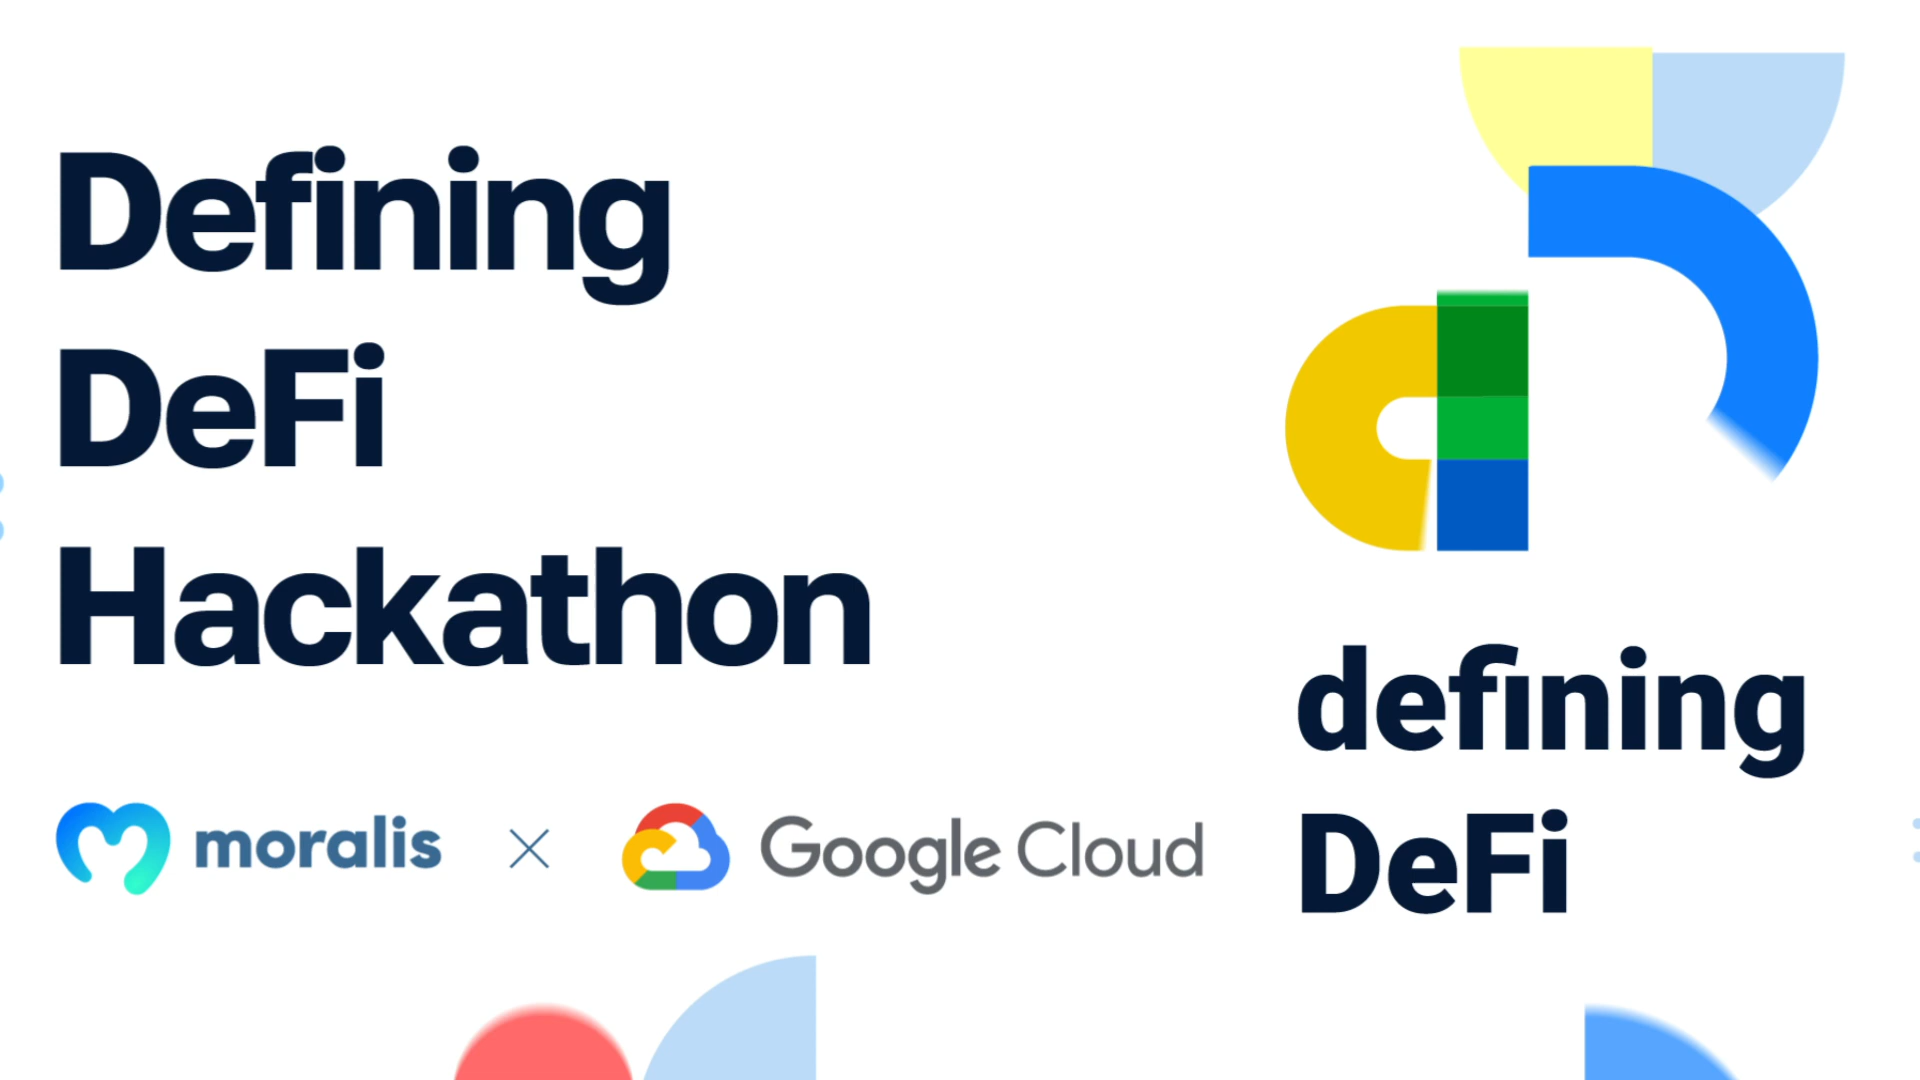 Defining
DeFi
Hackathon
moralis × Google Cloud
defining
DeFi